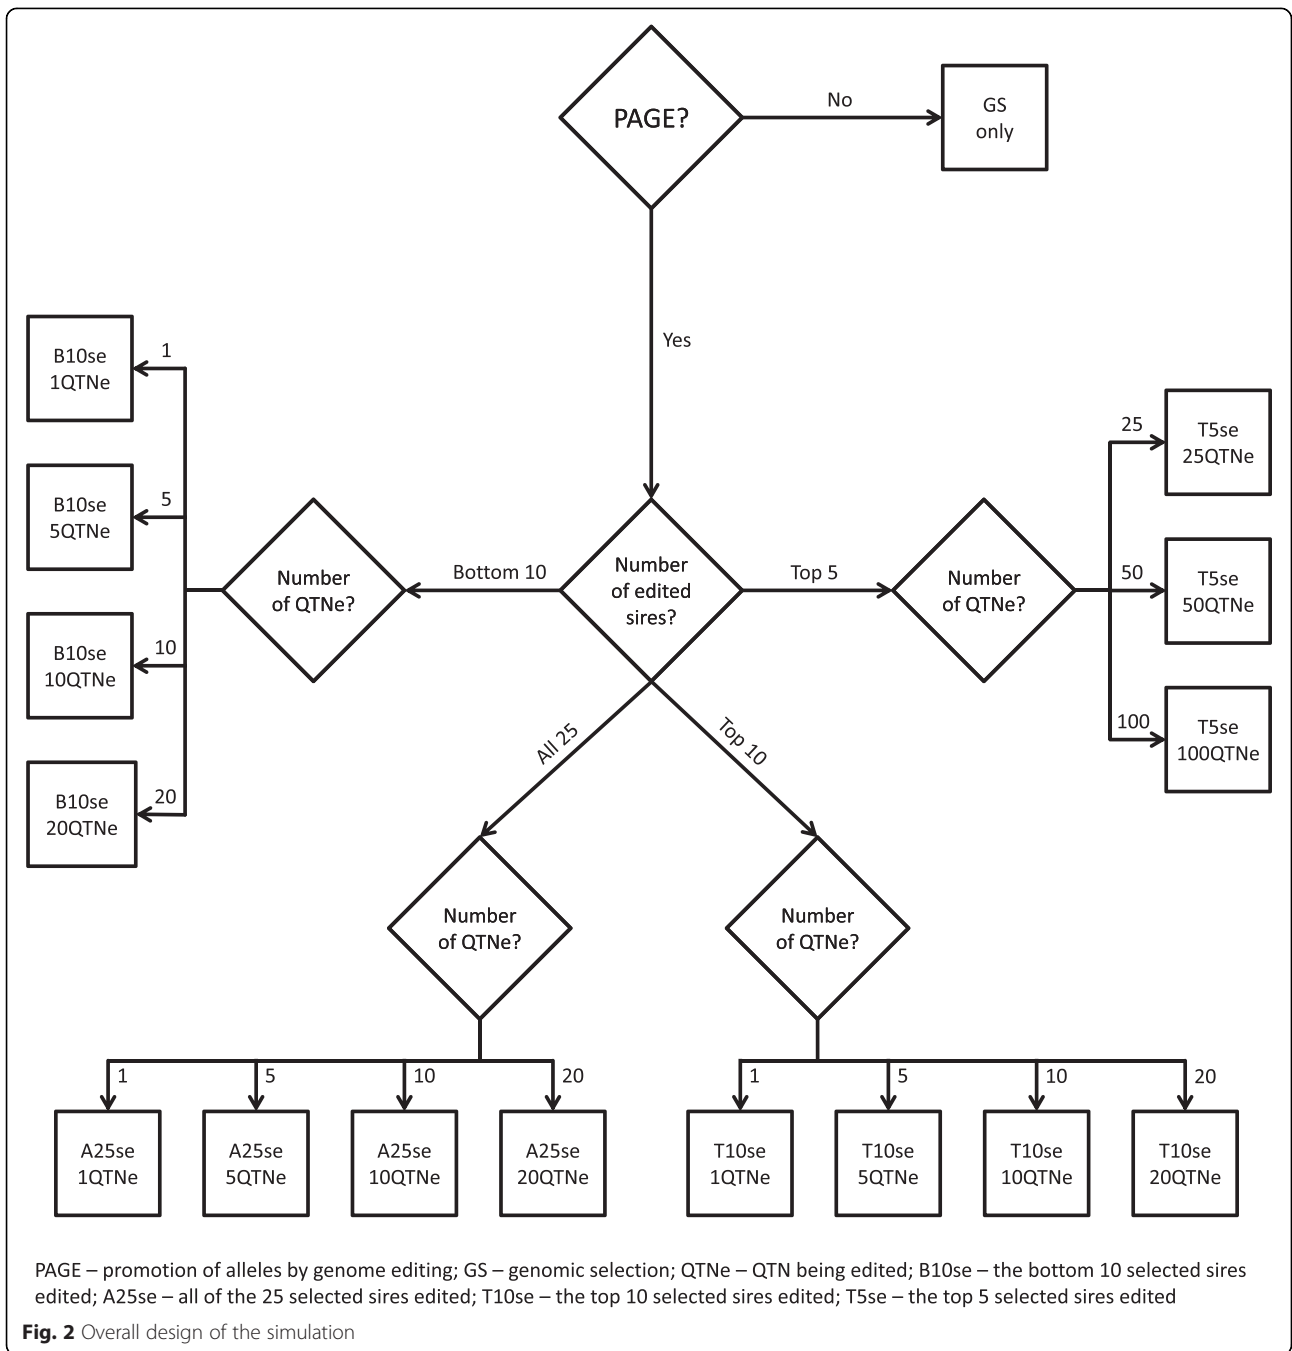 PAGE?
No
GS
only
Yes
B10se
1QTNe
1
B10se
5QTNe
5
B10se
10QTNe
10
B10se
20QTNe
20
Number
of QTNe?
Bottom 10
Number
of edited
sires?
Top 5
Number
of QTNe?
25
T5se
25QTNe
50
T5se
50QTNe
100
T5se
100QTNe
All 25
Top 10
Number
of QTNe?
Number
of QTNe?
1
5
10
20
1
5
10
20
A25se
1QTNe
A25se
5QTNe
A25se
10QTNe
A25se
20QTNe
T10se
1QTNe
T10se
5QTNe
T10se
10QTNe
T10se
20QTNe
PAGE – promotion of alleles by genome editing; GS – genomic selection; QTNe – QTN being edited; B10se – the bottom 10 selected sires
edited; A25se – all of the 25 selected sires edited; T10se – the top 10 selected sires edited; T5se – the top 5 selected sires edited
Fig. 2 Overall design of the simulation